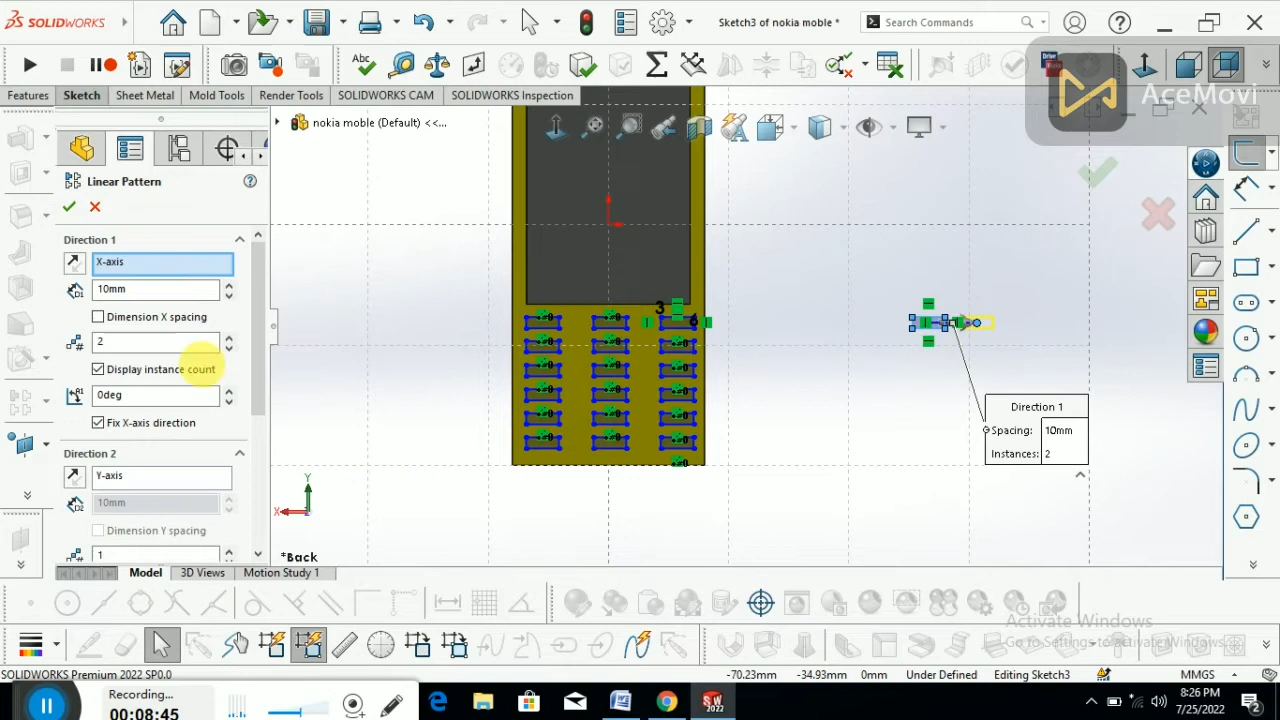 SOLIDWORKS
Sketch3 of nokia moble *
Search Commands
AceMovi
Features
Sketch
Sheet Metal
Mold Tools
Render Tools
SOLIDWORKS CAM
SOLIDWORKS Inspection
nokia moble (Default) <<...
Linear Pattern
Direction 1
X-axis
10mm
Dimension X spacing
2
Display instance count
0deg
Fix X-axis direction
Direction 2
Y-axis
10mm
Dimension Y spacing
1
3
6
Direction 1
Spacing: 10mm
Instances: 2
Y
X
*Back
Model
3D Views
Motion Study 1
Activate Windows
Go to Settings to activate Windows.
SOLIDWORKS Premium 2022 SP0.0
-70.23mm
-34.93mm
0mm
Under Defined
Editing Sketch3
MMGS
Recording...
00:08:45
8:26 PM
7/25/2022
2